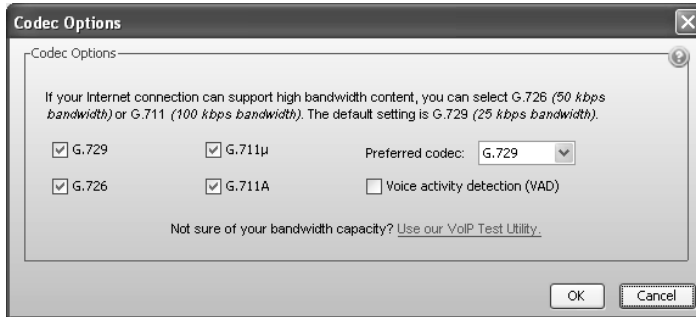 Codec Options
Codec Options
If your Internet connection can support high bandwidth content, you can select G.726 (50 kbps
bandwidth) or G.711 (100 kbps bandwidth). The default setting is G.729 (25 kbps bandwidth).
G.729 G.711µ Preferred codec: G.729
G.726 G.711A Voice activity detection (VAD)
Not sure of your bandwidth capacity? Use our VoIP Test Utility.
OK Cancel